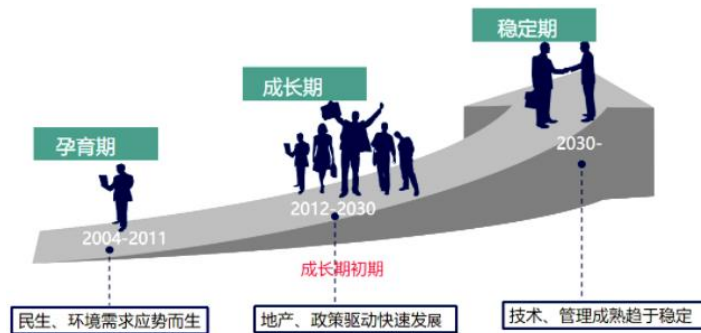 稳定期
成长期
孕育期
2030-
2012-2030
2004-2011
成长期初期
民生、环境需求应势而生
地产、政策驱动快速发展
技术、管理成熟趋于稳定